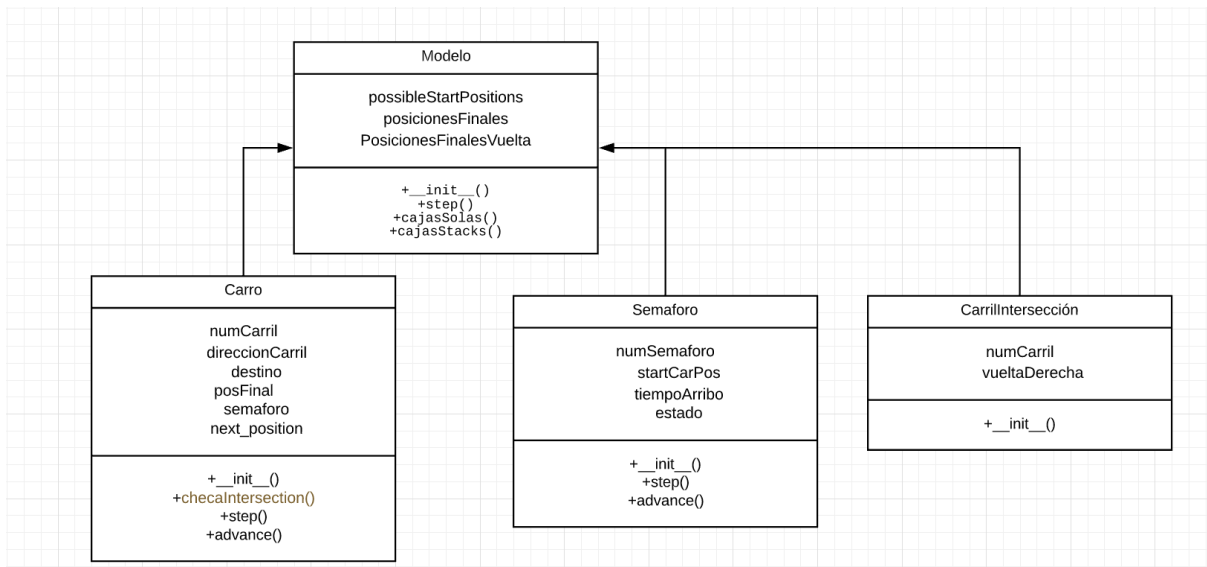 Modelo
possibleStartPositions
posicionesFinales
PosicionesFinalesVuelta
+__init__()
+step()
+cajasSolas()
+cajasStacks()
Carro
numCarril
direccionCarril
destino
posFinal
semaforo
next_position
+__init__()
+checaIntersection()
+step()
+advance()
Semaforo
numSemaforo
startCarPos
tiempoArribo
estado
+__init__()
+step()
+advance()
CarrilIntersección
numCarril
vueltaDerecha
+__init__()